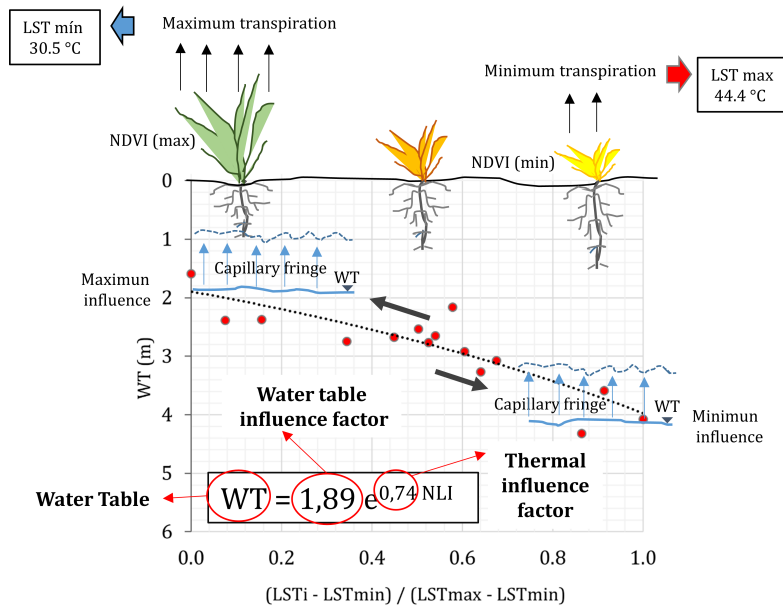 LST mín
30.5 °C
Maximum transpiration
Minimum transpiration
LST max
44.4 °C
NDVI (max)
NDVI (min)
0
1
2
3
4
5
6
WT (m)
Capillary fringe
WT
Maximun
influence
Capillary fringe
WT
Minimun
influence
Water table
influence factor
Water Table
WT = 1,89 e0,74 NLI
Thermal
influence
factor
0.0 0.2 0.4 0.6 0.8 1.0
(LSTi - LSTmin) / (LSTmax - LSTmin)